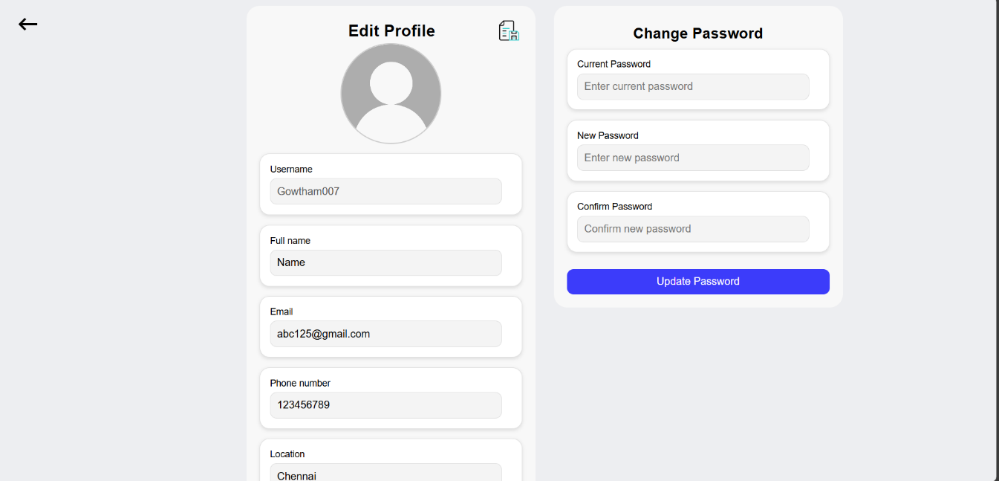 Edit Profile
Username
Gowtham007
Full name
Name
Email
abc125@gmail.com
Phone number
123456789
Location
Chennai
Change Password
Current Password
Enter current password
New Password
Enter new password
Confirm Password
Confirm new password
Update Password